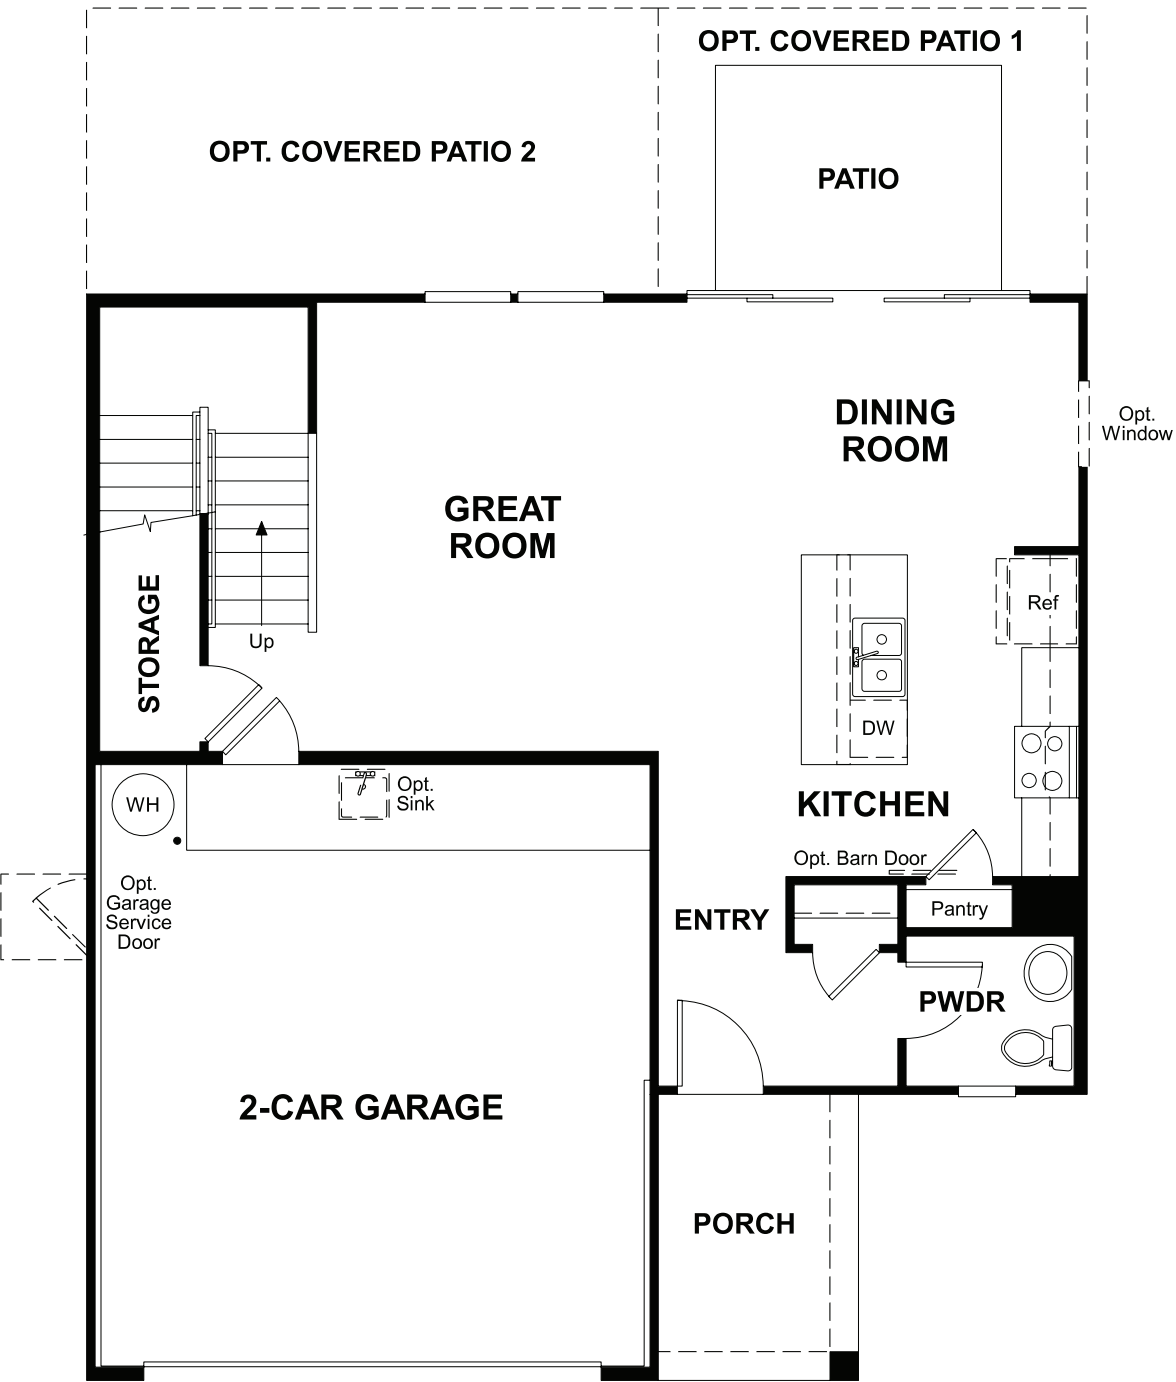 OPT. COVERED PATIO 1
OPT. COVERED PATIO 2
PATIO
DINING
ROOM
Opt.
Window
GREAT
ROOM
STORAGE
Up
Ref
DW
WH
Opt.
Sink
KITCHEN
Opt. Barn Door
Opt.
Garage
Service
Door
ENTRY
Pantry
PWDR
2-CAR GARAGE
PORCH